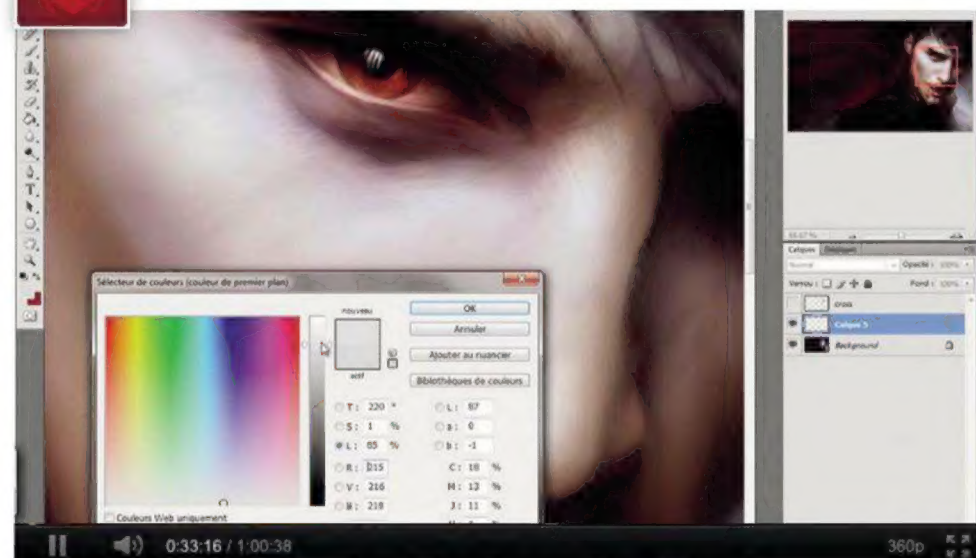 66.67 %
Calques
Normal
Opacité : 100%
Verrou :
Fond : 100%
cross
Calque 5
Background
T
Sélecteur de couleurs (couleur de premier plan)
nouveau
actif
OK
Annuler
Ajouter au nuancier
Bibliothèques de couleurs
T : 220 °
L : 87
S : 1 %
a : 0
L : 85 %
b : -1
R : 215
C : 18 %
V : 216
M : 13 %
B : 218
J : 11 %
Couleurs Web uniquement
0:33:16 / 1:00:38
360p